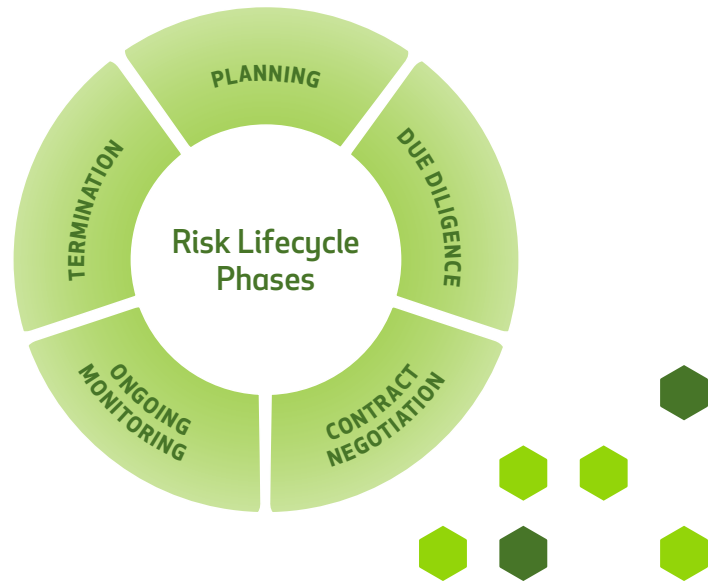 PLANNING
DUE DILIGENCE
CONTRACT
NEGOTIATION
ONGOING
MONITORING
TERMINATION
Risk Lifecycle
Phases